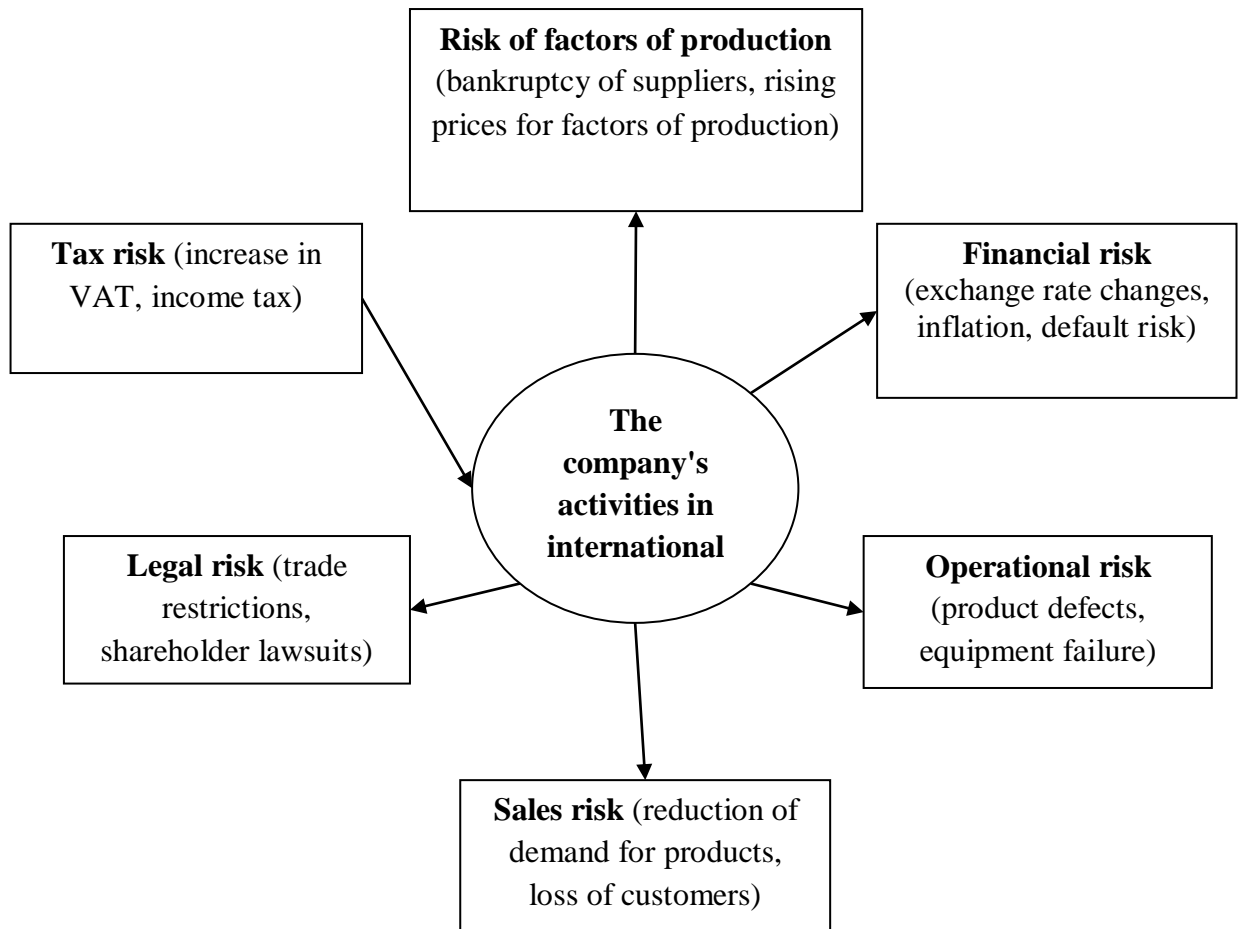 Risk of factors of production
(bankruptcy of suppliers, rising
prices for factors of production)
Tax risk (increase in
VAT, income tax)
Financial risk
(exchange rate changes,
inflation, default risk)
The
company's
activities in
international
Legal risk (trade
restrictions,
shareholder lawsuits)
Operational risk
(product defects,
equipment failure)
Sales risk (reduction of
demand for products,
loss of customers)